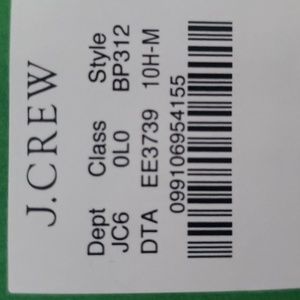 J.CREW
Dept Class Style
JC6 0L0 BP312
DTA EE3739 10H-M
099106954155